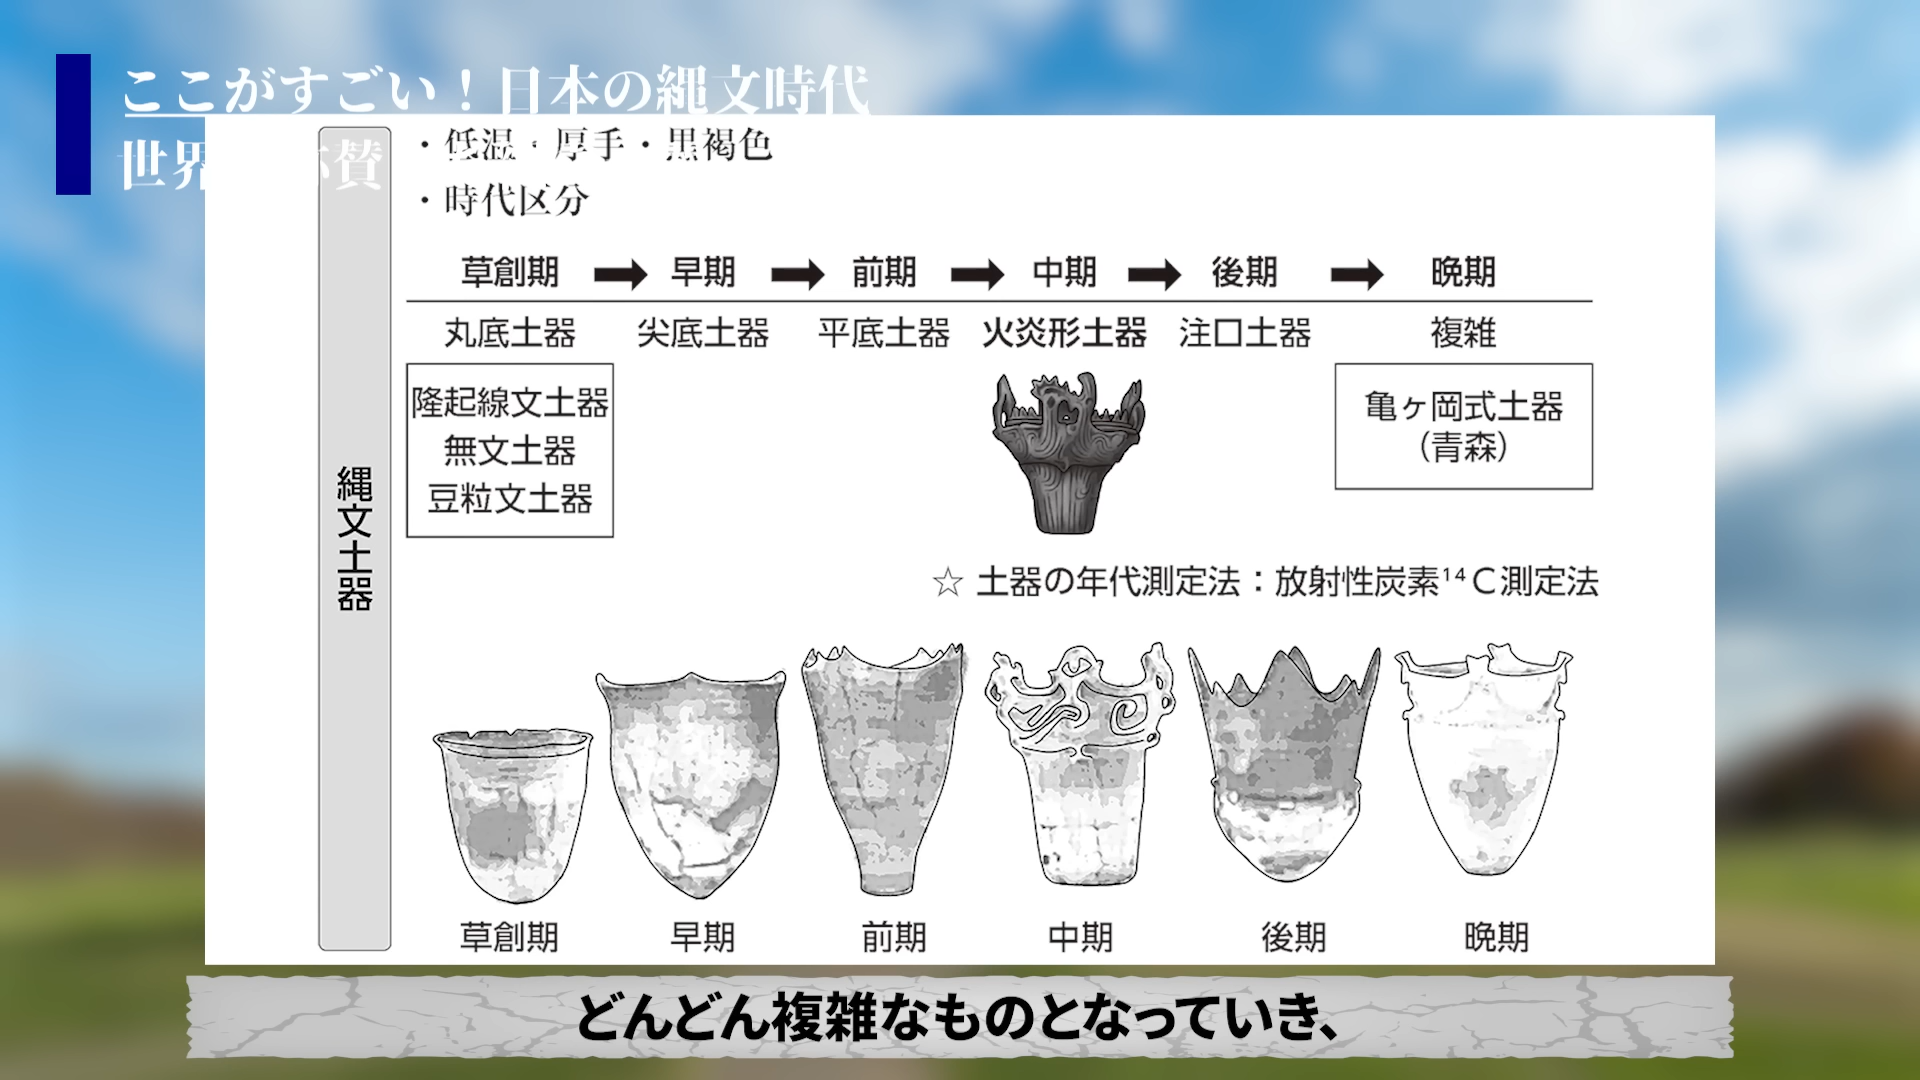 ここがすごい！日本の縄文時代
世界 賛
・低温・厚手・黒褐色
・時代区分
草創期 ➡ 早期 ➡ 前期 ➡ 中期 ➡ 後期 ➡ 晩期
丸底土器 尖底土器 平底土器 火炎形土器 注口土器 複雑
隆起線文土器
無文土器
豆粒文土器
亀ヶ岡式土器
（青森）
縄文土器
☆ 土器の年代測定法：放射性炭素¹⁴C測定法
草創期 早期 前期 中期 後期 晩期
どんどん複雑なものとなっていき、